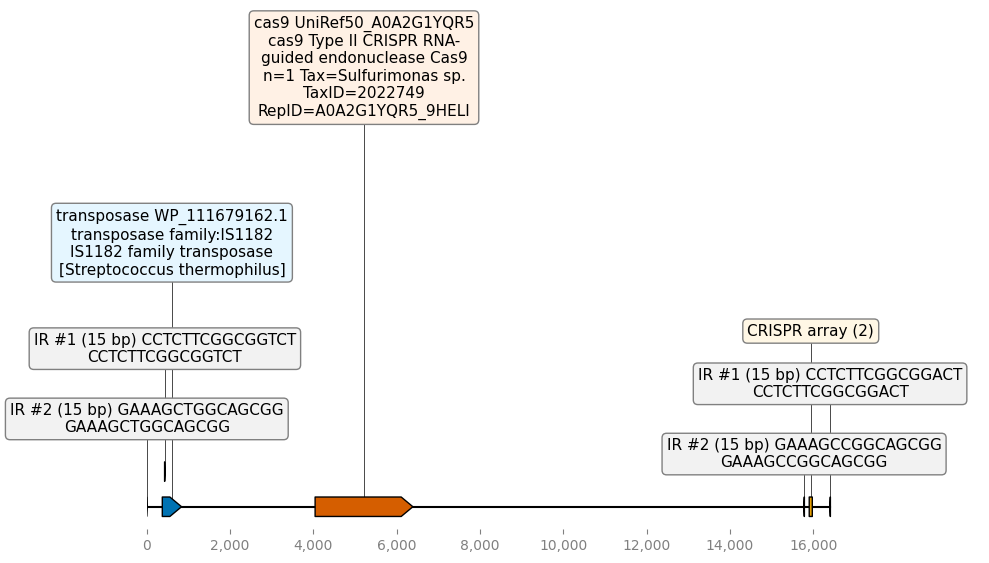 cas9 UniRef50_A0A2G1YQR5
cas9 Type II CRISPR RNA-
guided endonuclease Cas9
n=1 Tax=Sulfurimonas sp.
TaxID=2022749
RepID=A0A2G1YQR5_9HELI
transposase WP_111679162.1
transposase family:IS1182
IS1182 family transposase
[Streptococcus thermophilus]
IR #1 (15 bp) CCTCTTCGGCGGTCT
CCTCTTCGGCGGTCT
IR #2 (15 bp) GAAAGCTGGCAGCGG
GAAAGCTGGCAGCGG
CRISPR array (2)
IR #1 (15 bp) CCTCTTCGGCGGACT
CCTCTTCGGCGGACT
IR #2 (15 bp) GAAAGCCGGCAGCGG
GAAAGCCGGCAGCGG
0 2,000 4,000 6,000 8,000 10,000 12,000 14,000 16,000